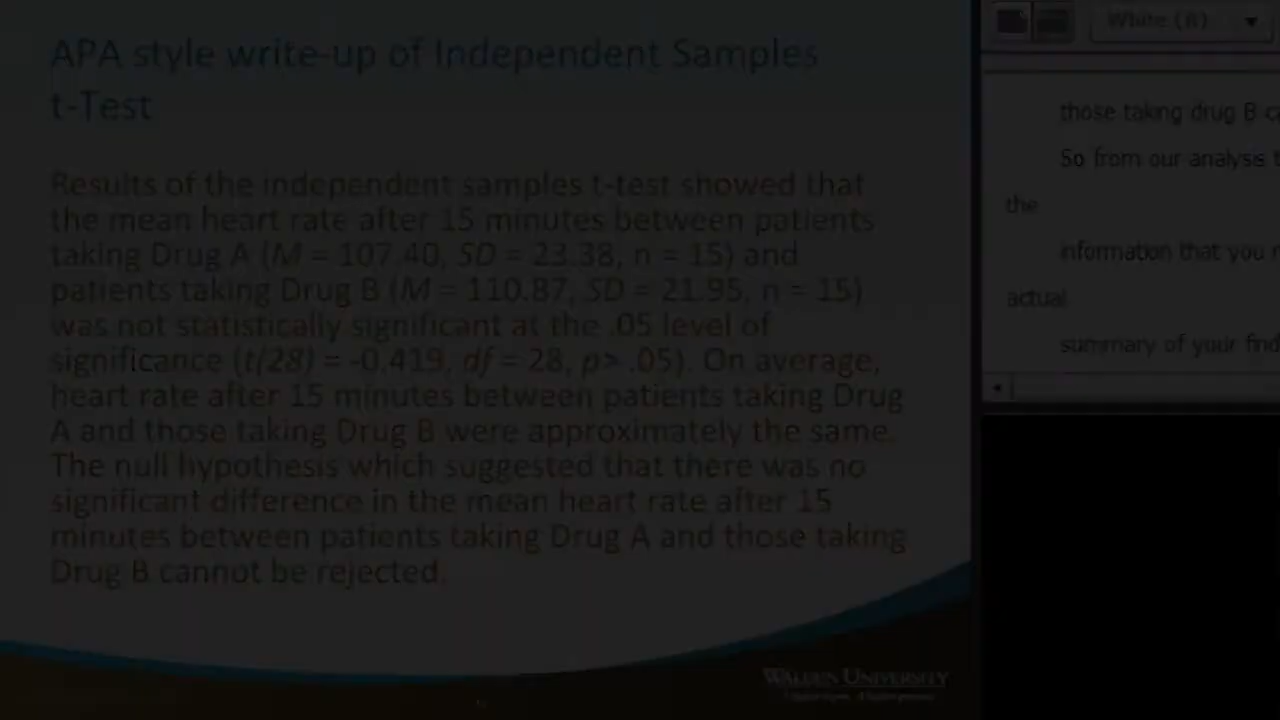 APA style write-up of Independent Samples
t-Test
Results of the independent samples t-test showed that
the mean heart rate after 15 minutes between patients
taking Drug A (M = 107.40, SD = 23.38, n = 15) and
patients taking Drug B (M = 110.87, SD = 21.95, n = 15)
was not statistically significant at the .05 level of
significance (t(28) = -0.419, df = 28, p> .05). On average,
heart rate after 15 minutes between patients taking Drug
A and those taking Drug B were approximately the same.
The null hypothesis which suggested that there was no
significant difference in the mean heart rate after 15
minutes between patients taking Drug A and those taking
Drug B cannot be rejected.
WALDEN UNIVERSITY
White (8)
those taking drug B
So from our analysis
the
information that you
actual
summary of your